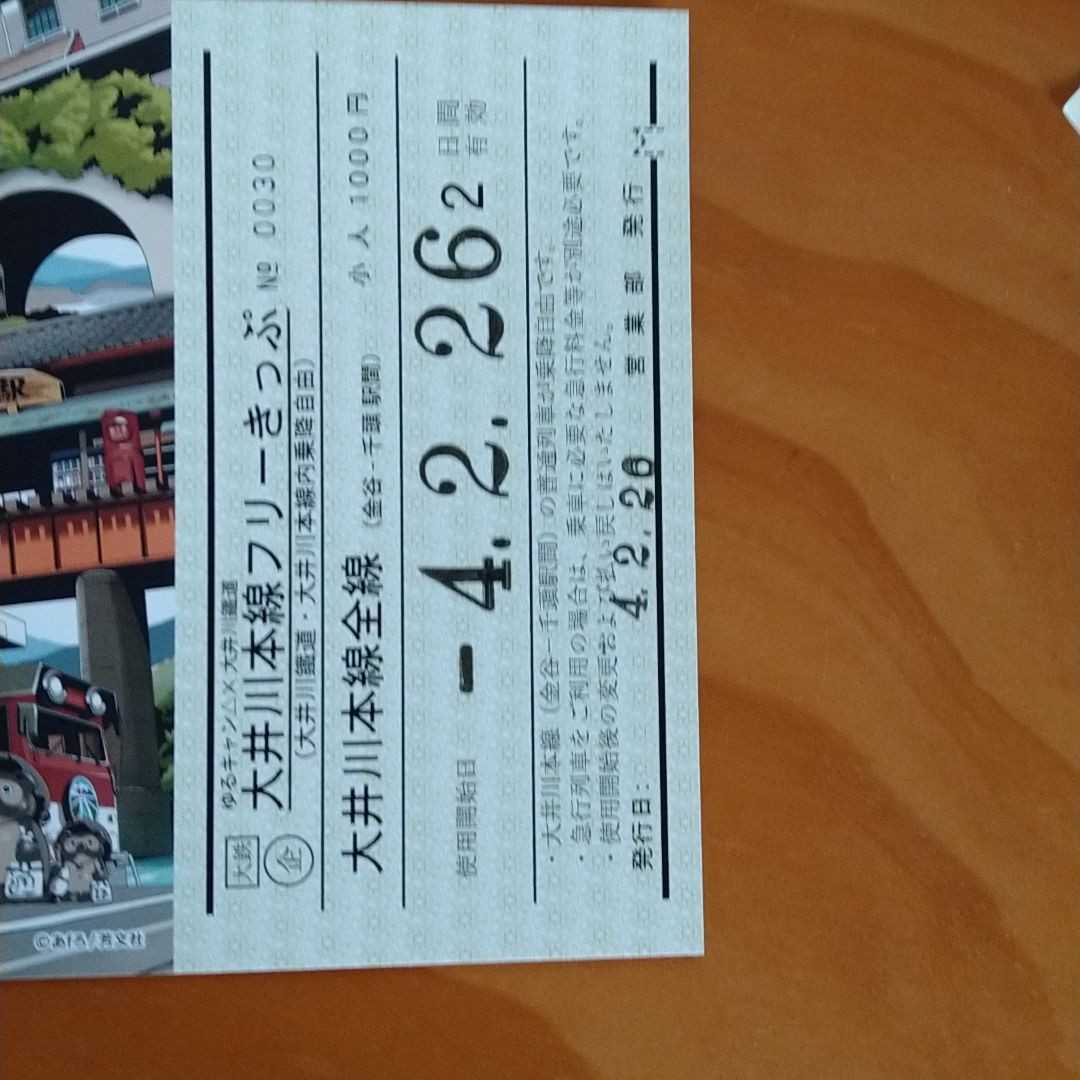 ゆるキャン△×大井川鐵道
大鉄
企
大井川本線フリーきっぷ № 0030
(大井川鐵道・大井川本線内乗降自由)
大井川本線全線 (金谷-千頭駅間) 小人 1000円
使用開始日 -4.2.26 2 日間有効
・大井川本線(金谷-千頭駅間)の普通列車が乗降自由です。
・急行列車をご利用の場合は、乗車に必要な急行料金等が別途必要です。
・使用開始後の変更および払い戻しはいたしません。
発行日: 4.2.26 営業部 発行
駅
©あfろ/芳文社